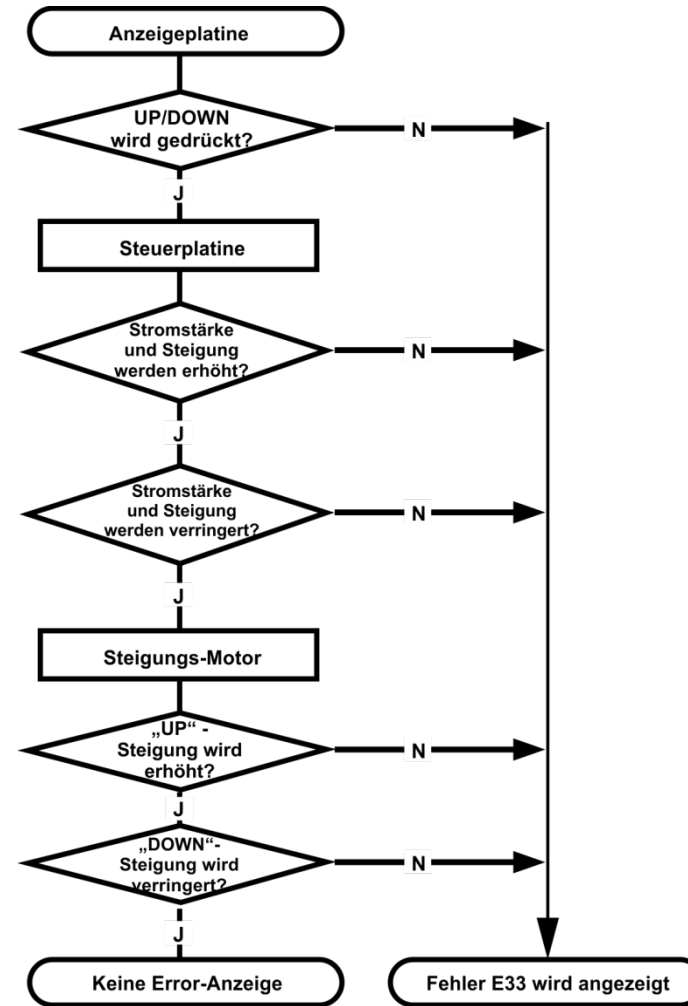 Anzeigeplatine
UP/DOWN
wird gedrückt?
N
J
Steuerplatine
Stromstärke
und Steigung
werden erhöht?
N
J
Stromstärke
und Steigung
werden verringert?
N
J
Steigungs-Motor
„UP“ -
Steigung wird
erhöht?
N
J
„DOWN“-
Steigung wird
verringert?
N
J
Keine Error-Anzeige
Fehler E33 wird angezeigt